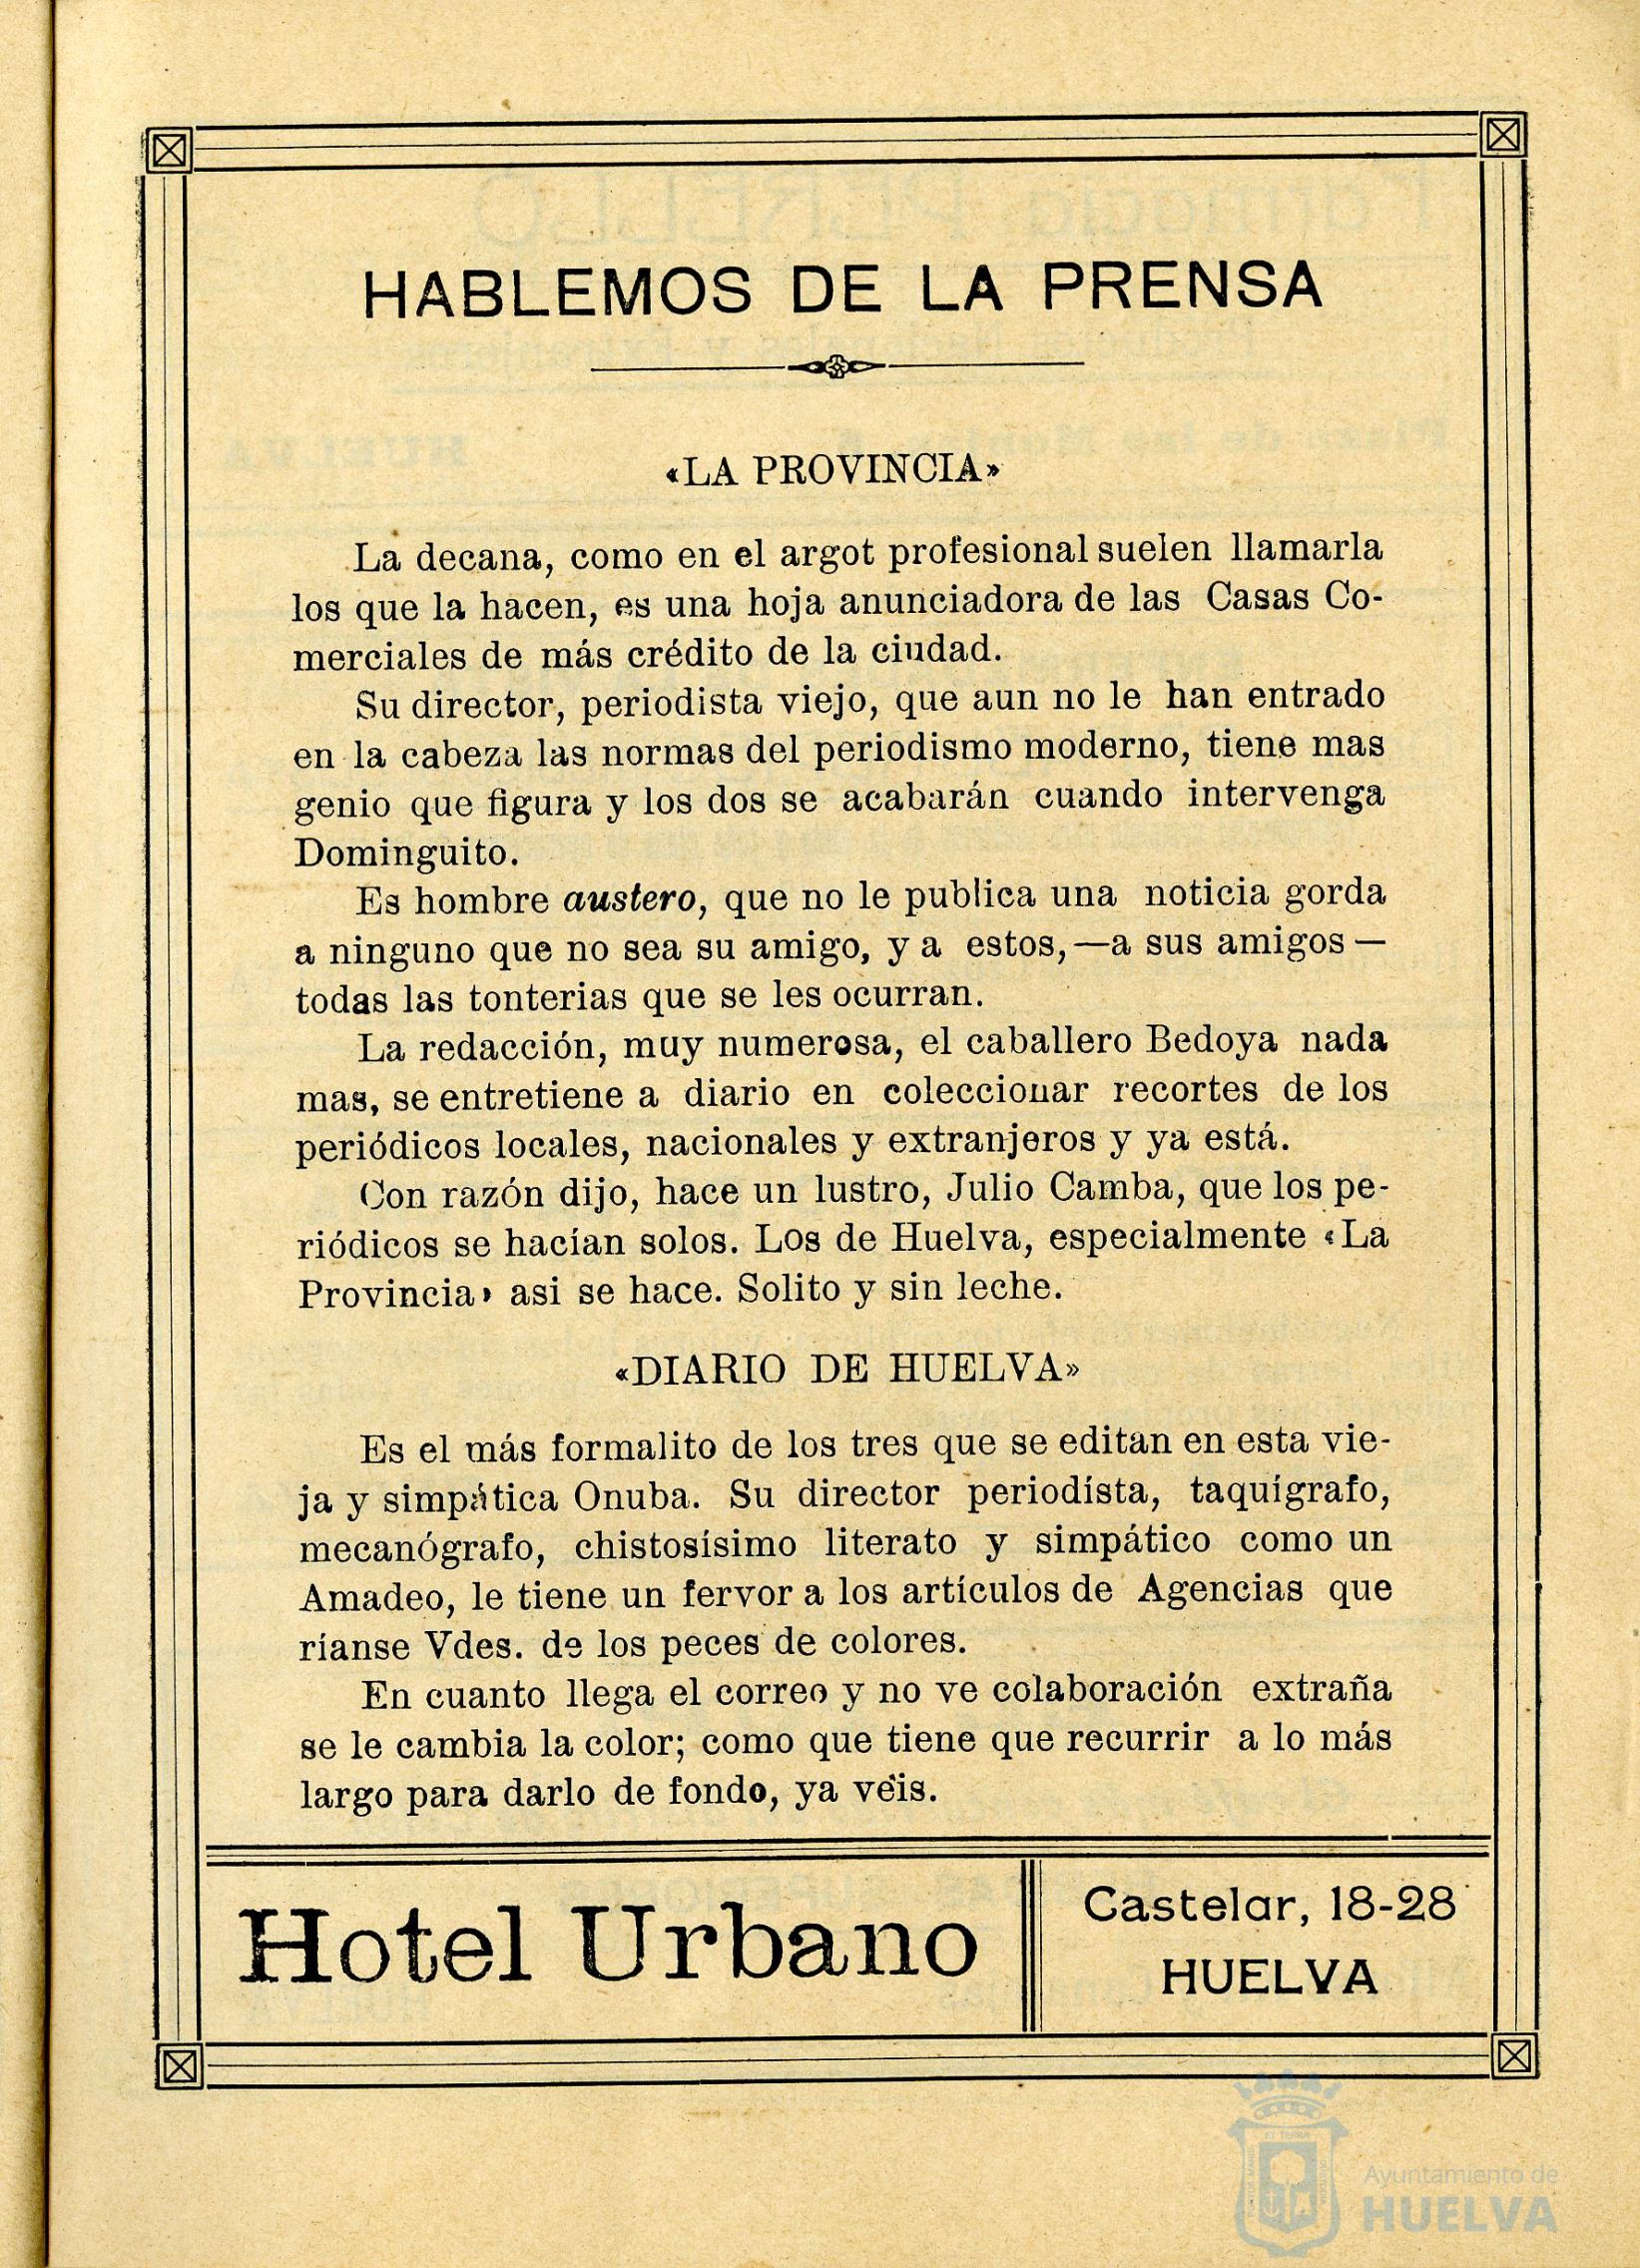 HABLEMOS DE LA PRENSA
«LA PROVINCIA»
La decana, como en el argot profesional suelen llamarla
los que la hacen, es una hoja anunciadora de las Casas Co-
merciales de más crédito de la ciudad.
Su director, periodista viejo, que aun no le han entrado
en la cabeza las normas del periodismo moderno, tiene mas
genio que figura y los dos se acabarán cuando intervenga
Dominguito.
Es hombre austero, que no le publica una noticia gorda
a ninguno que no sea su amigo, y a estos,—a sus amigos—
todas las tonterias que se les ocurran.
La redacción, muy numerosa, el caballero Bedoya nada
mas, se entretiene a diario en coleccionar recortes de los
periódicos locales, nacionales y extranjeros y ya está.
Con razón dijo, hace un lustro, Julio Camba, que los pe-
riódicos se hacían solos. Los de Huelva, especialmente «La
Provincia» asi se hace. Solito y sin leche.
«DIARIO DE HUELVA»
Es el más formalito de los tres que se editan en esta vie-
ja y simpática Onuba. Su director periodísta, taquígrafo,
mecanógrafo, chistosísimo literato y simpático como un
Amadeo, le tiene un fervor a los artículos de Agencias que
ríanse Vdes. de los peces de colores.
En cuanto llega el correo y no ve colaboración extraña
se le cambia la color; como que tiene que recurrir a lo más
largo para darlo de fondo, ya véis.
Hotel Urbano
Castelar, 18-28
HUELVA
Ayuntamiento de
HUELVA